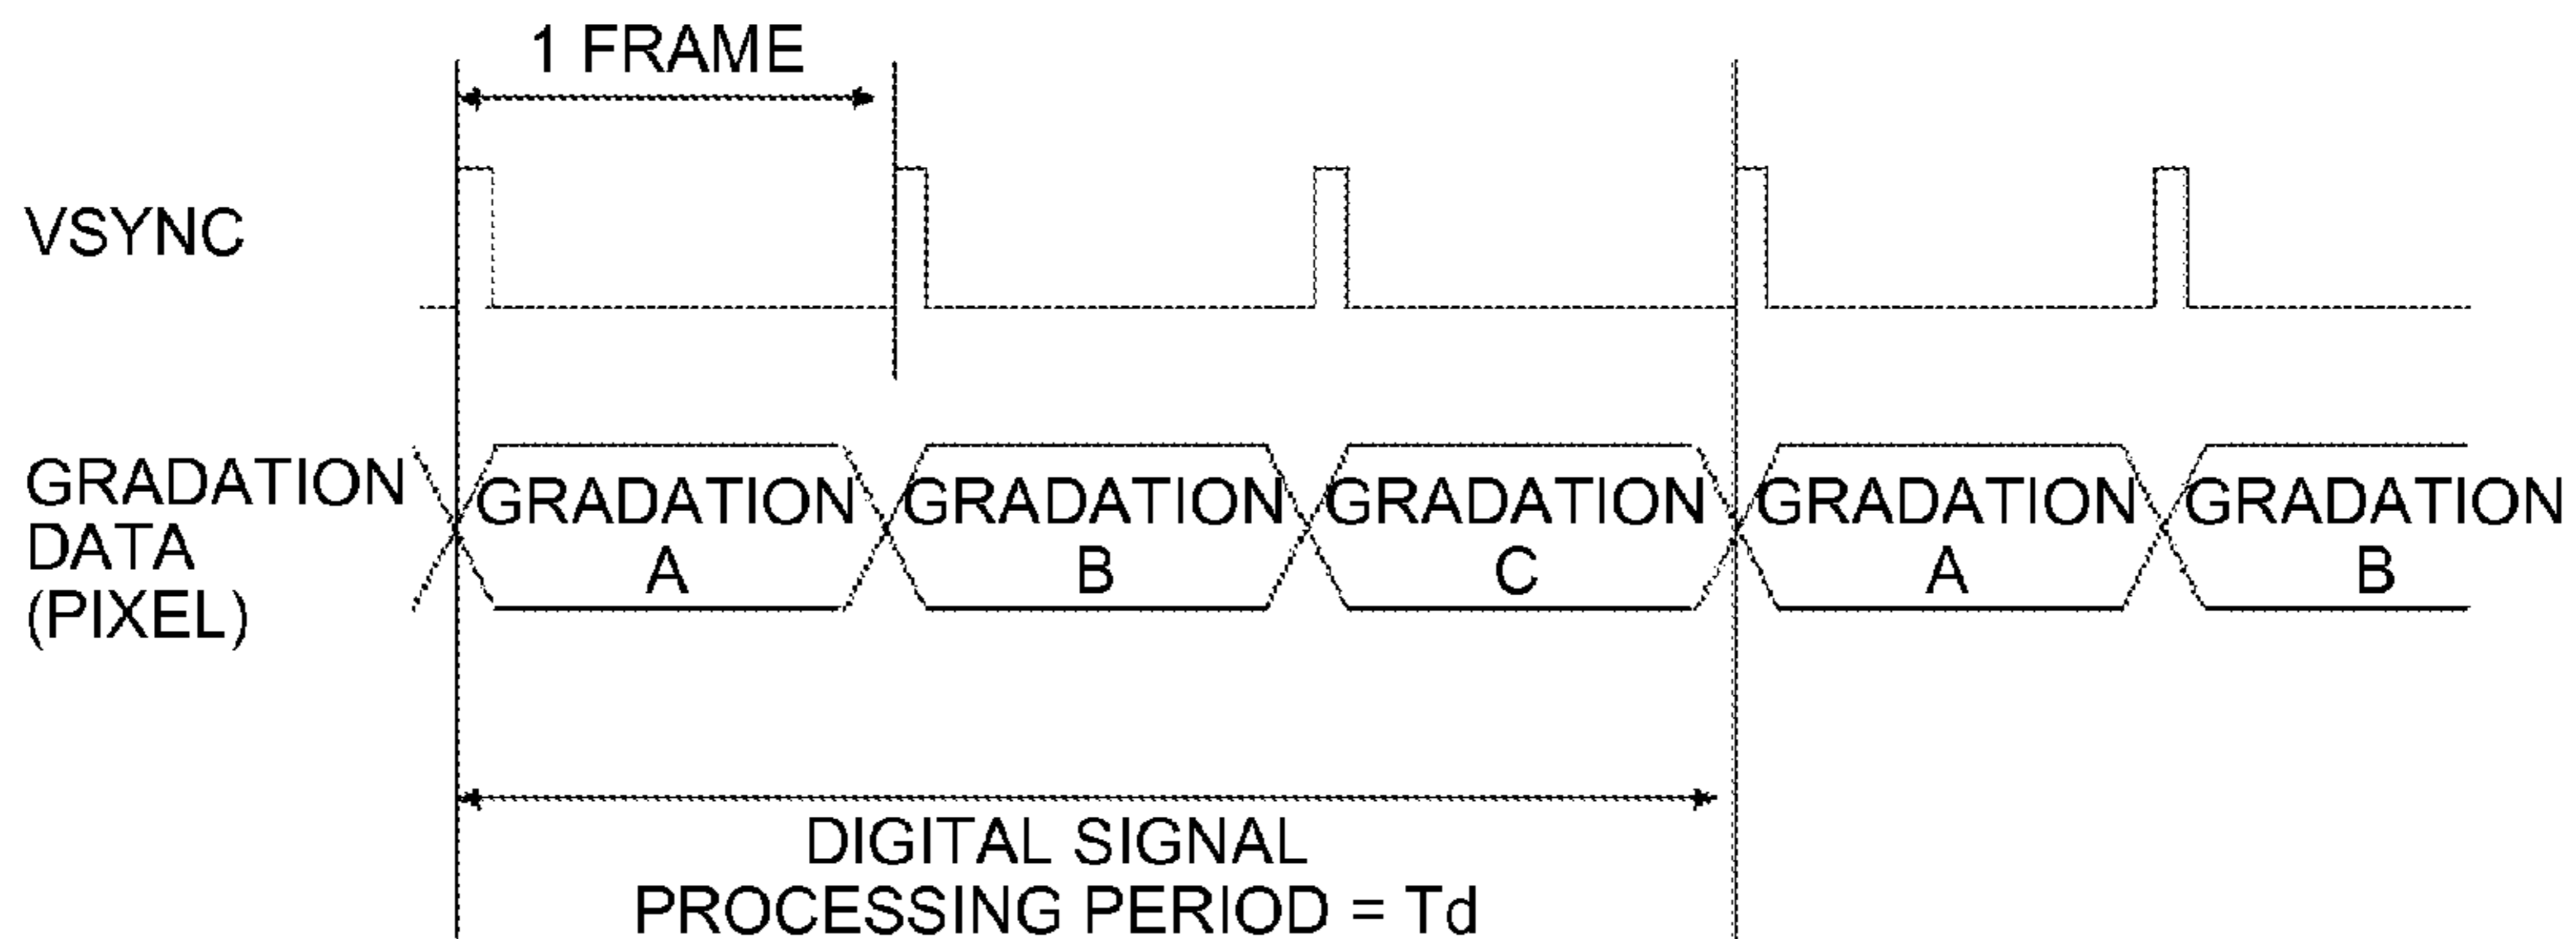 1 FRAME
VSYNC
GRADATION
DATA
(PIXEL)
GRADATION
A
GRADATION
B
GRADATION
C
GRADATION
A
GRADATION
B
DIGITAL SIGNAL
PROCESSING PERIOD = Td